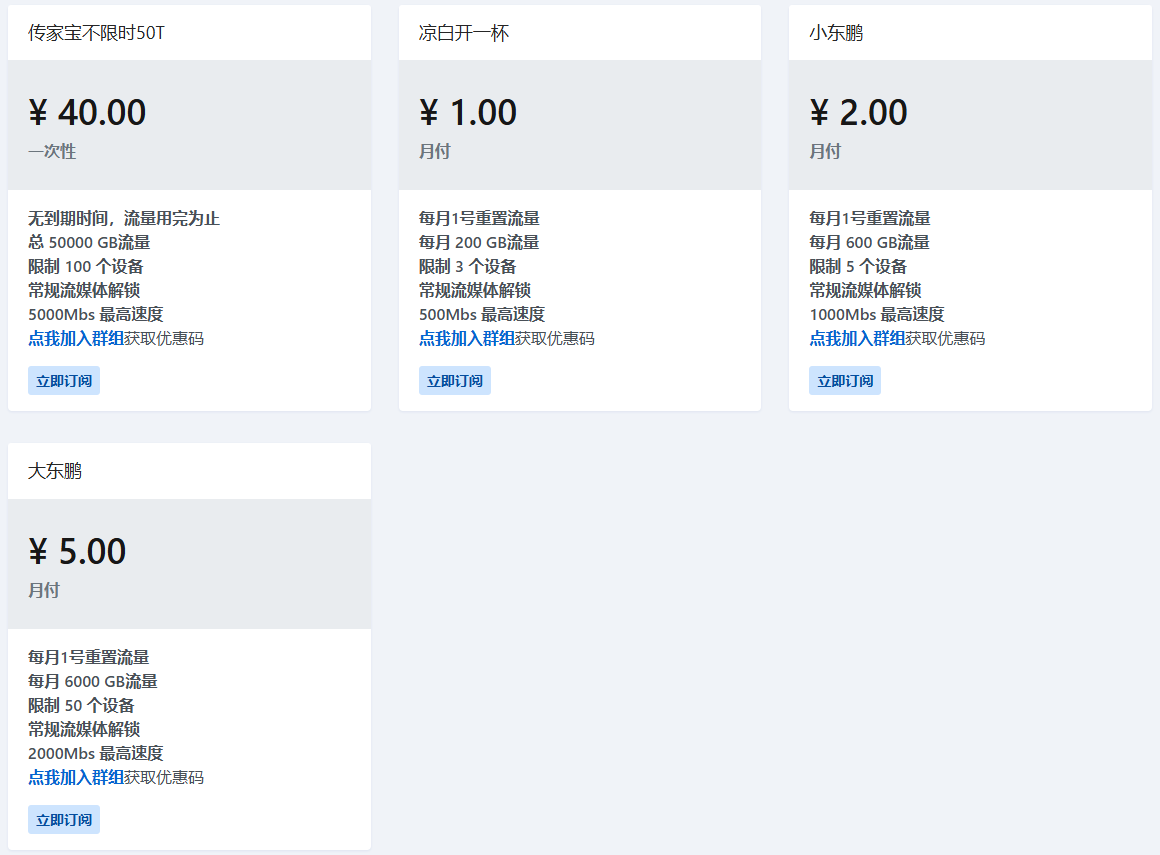 传家宝不限时50T
¥ 40.00
一次性
无到期时间，流量用完为止
总 50000 GB流量
限制 100 个设备
常规流媒体解锁
5000Mbs 最高速度
点我加入群组获取优惠码
立即订阅
凉白开一杯
¥ 1.00
月付
每月1号重置流量
每月 200 GB流量
限制 3 个设备
常规流媒体解锁
500Mbs 最高速度
点我加入群组获取优惠码
立即订阅
小东鹏
¥ 2.00
月付
每月1号重置流量
每月 600 GB流量
限制 5 个设备
常规流媒体解锁
1000Mbs 最高速度
点我加入群组获取优惠码
立即订阅
大东鹏
¥ 5.00
月付
每月1号重置流量
每月 6000 GB流量
限制 50 个设备
常规流媒体解锁
2000Mbs 最高速度
点我加入群组获取优惠码
立即订阅